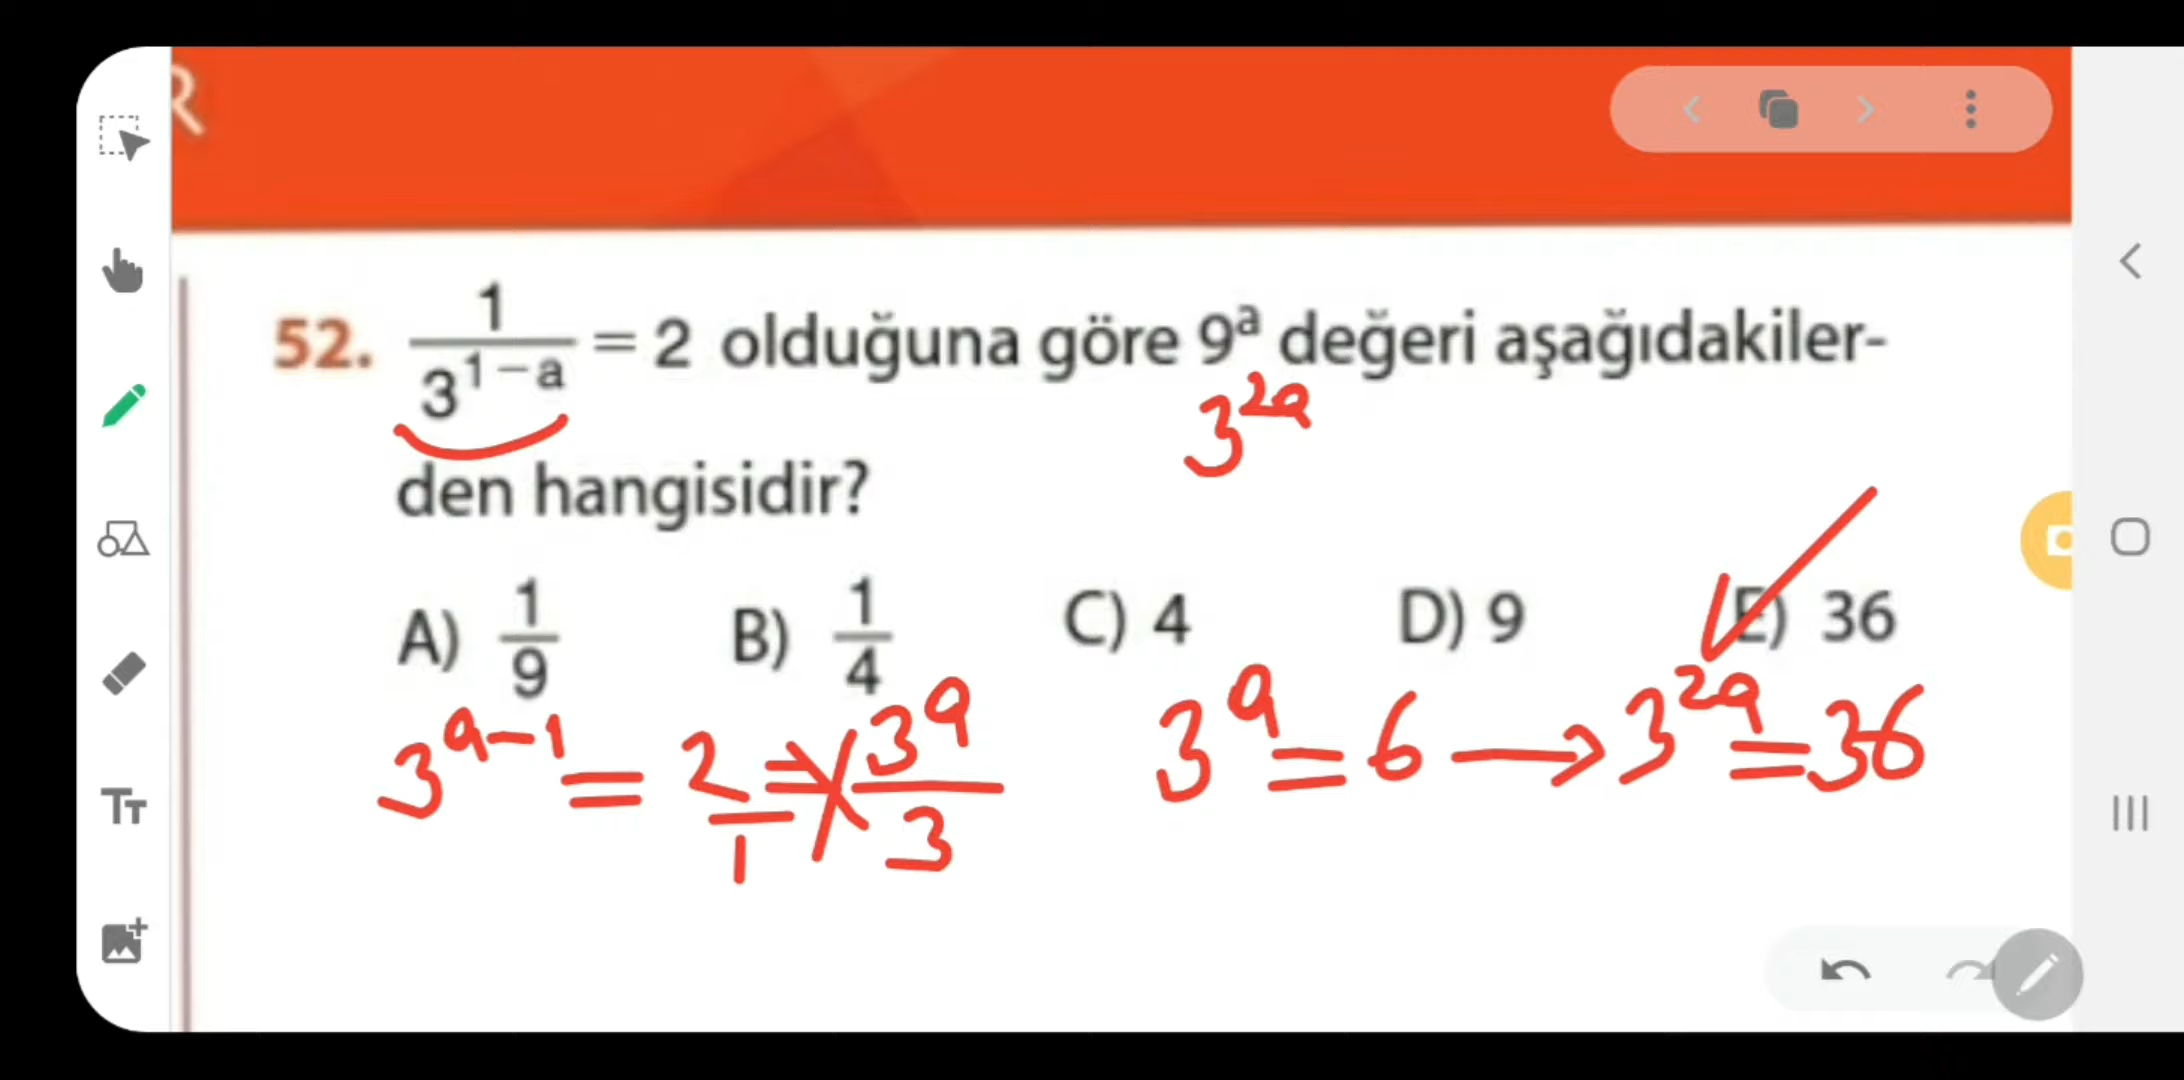 R
52. 1/3^(1-a) = 2 olduğuna göre 9^a değeri aşağıdakiler-
3^(2a)
den hangisidir?
A) 1/9 B) 1/4 C) 4 D) 9 E) 36
3^(a-1) = 2/1 ⇒ 3^a/3 3^a = 6 → 3^(2a) = 36
TT